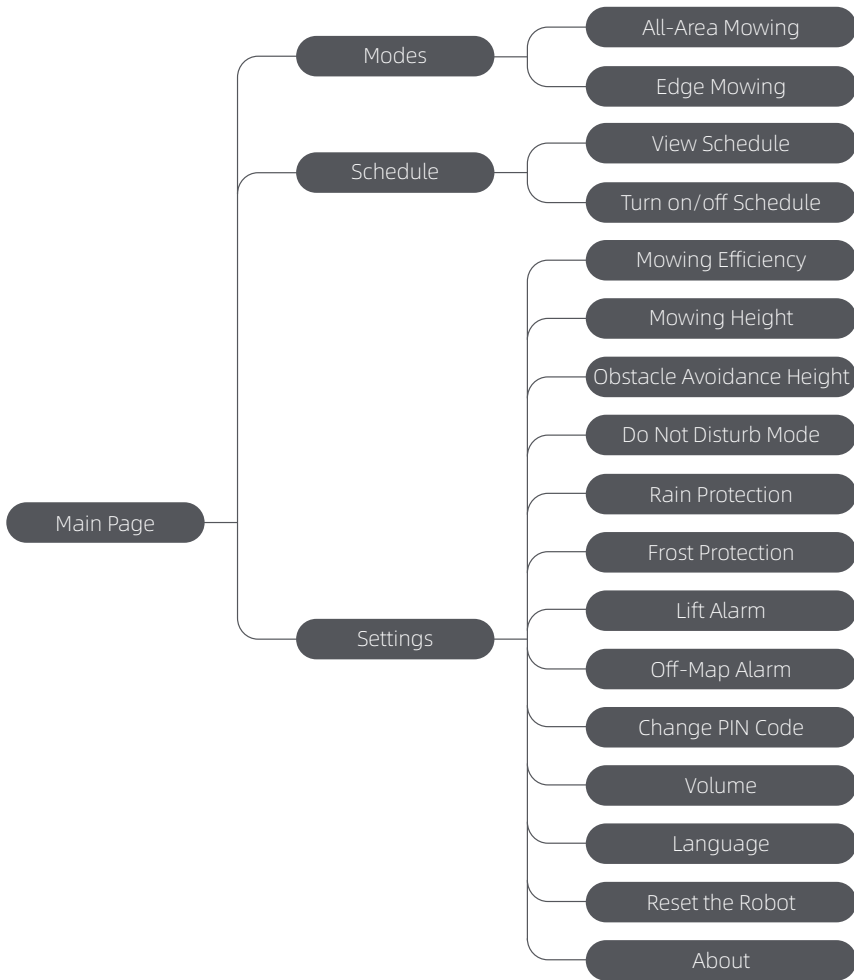 Main Page
Modes
All-Area Mowing
Edge Mowing
Schedule
View Schedule
Turn on/off Schedule
Settings
Mowing Efficiency
Mowing Height
Obstacle Avoidance Height
Do Not Disturb Mode
Rain Protection
Frost Protection
Lift Alarm
Off-Map Alarm
Change PIN Code
Volume
Language
Reset the Robot
About